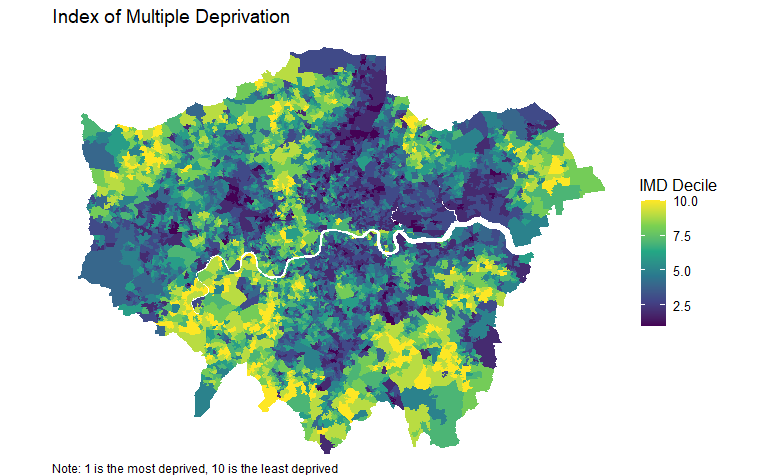 Index of Multiple Deprivation
IMD Decile
10.0
7.5
5.0
2.5
Note: 1 is the most deprived, 10 is the least deprived